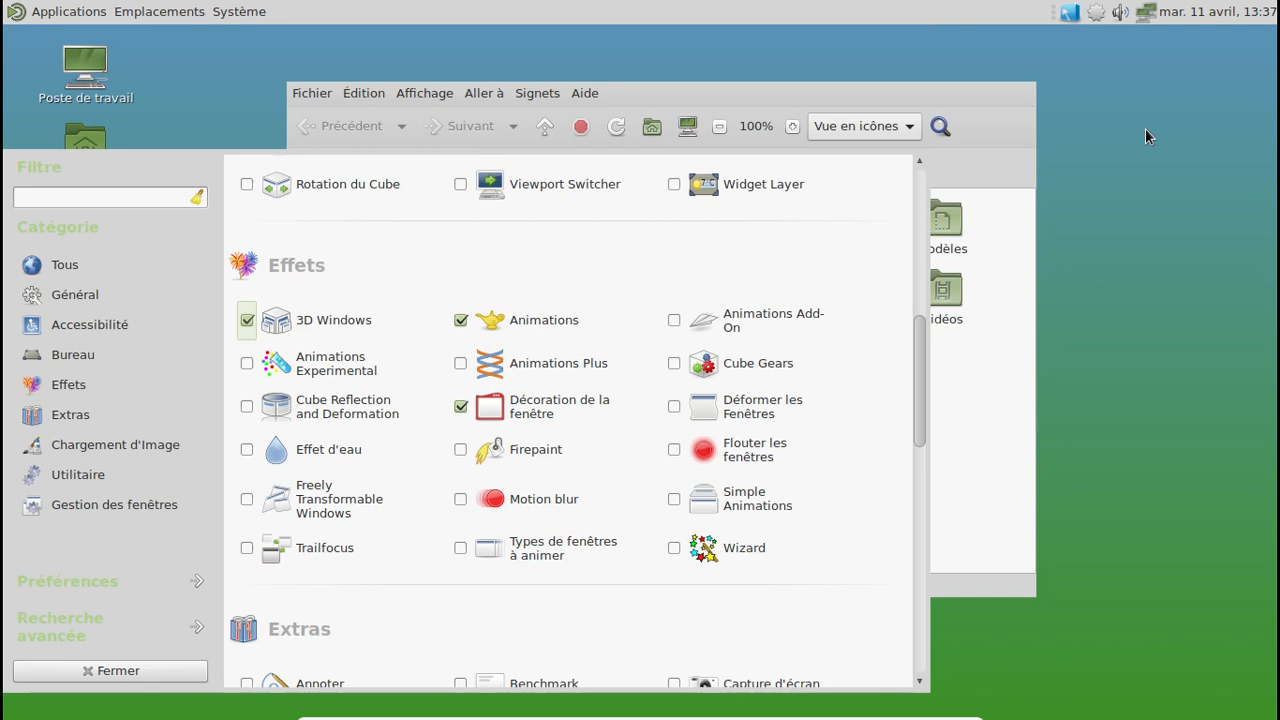 Applications Emplacements Système
mar. 11 avril, 13:37
Poste de travail
Fichier Édition Affichage Aller à Signets Aide
Précédent Suivant 100% Vue en icônes
odèles
idéos
Filtre
Catégorie
Tous
Général
Accessibilité
Bureau
Effets
Extras
Chargement d'Image
Utilitaire
Gestion des fenêtres
Préférences
Recherche
avancée
Fermer
Rotation du Cube Viewport Switcher Widget Layer
7°C
Effets
3D Windows
Animations
Animations Add-
On
Animations
Experimental
Animations Plus
Cube Gears
Cube Reflection
and Deformation
Décoration de la
fenêtre
Déformer les
Fenêtres
Effet d'eau
Firepaint
Flouter les
fenêtres
Freely
Transformable
Windows
Motion blur
Simple
Animations
Trailfocus
Types de fenêtres
à animer
Wizard
Extras
Annoter Benchmark Capture d'écran